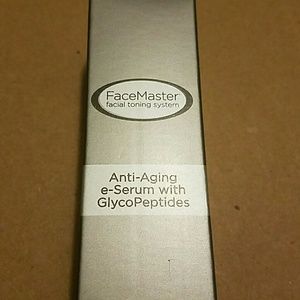 FaceMaster
facial toning system
Anti-Aging
e-Serum with
GlycoPeptides